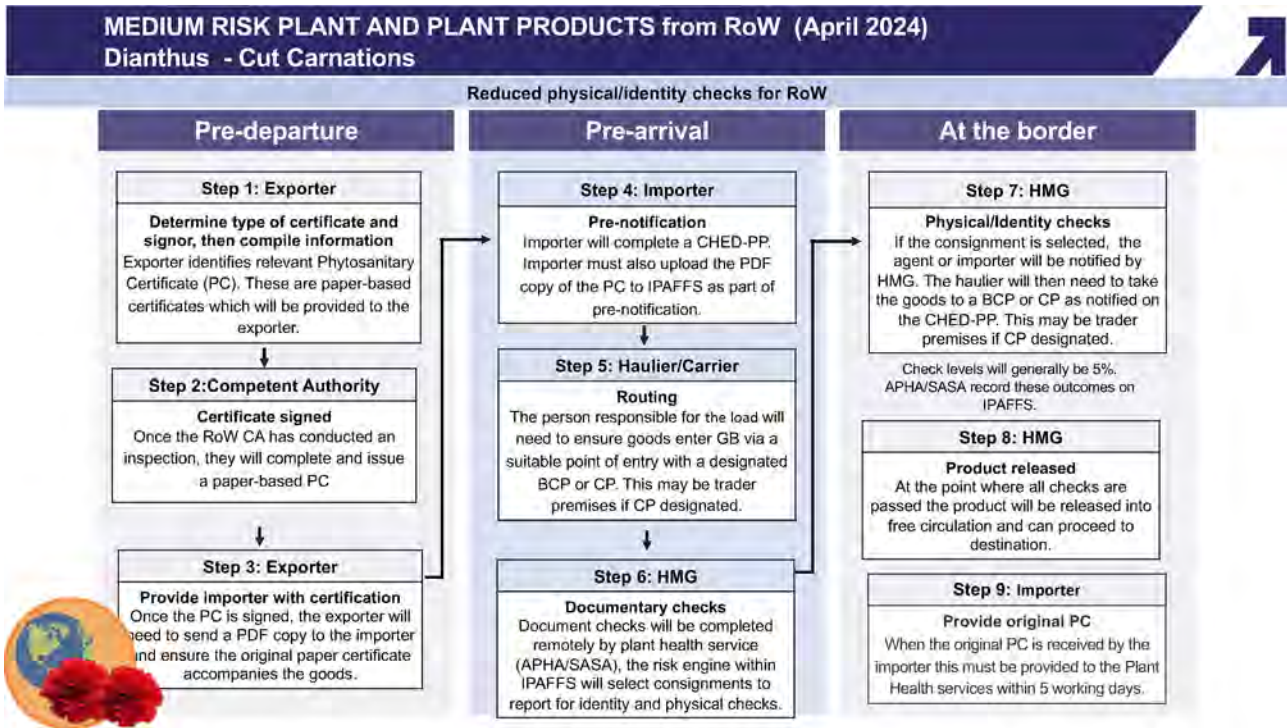 MEDIUM RISK PLANT AND PLANT PRODUCTS from RoW (April 2024)
Dianthus - Cut Carnations
Reduced physical/identity checks for RoW
Pre-departure
Step 1: Exporter
Determine type of certificate and
signor, then compile information
Exporter identifies relevant Phytosanitary
Certificate (PC). These are paper-based
certificates which will be provided to the
exporter.
Step 2:Competent Authority
Certificate signed
Once the RoW CA has conducted an
inspection, they will complete and issue
a paper-based PC
Step 3: Exporter
Provide importer with certification
Once the PC is signed, the exporter will
need to send a PDF copy to the importer
and ensure the original paper certificate
accompanies the goods.
Pre-arrival
Step 4: Importer
Pre-notification
Importer will complete a CHED-PP.
Importer must also upload the PDF
copy of the PC to IPAFFS as part of
pre-notification.
Step 5: Haulier/Carrier
Routing
The person responsible for the load will
need to ensure goods enter GB via a
suitable point of entry with a designated
BCP or CP. This may be trader
premises if CP designated.
Step 6: HMG
Documentary checks
Document checks will be completed
remotely by plant health service
(APHA/SASA), the risk engine within
IPAFFS will select consignments to
report for identity and physical checks.
At the border
Step 7: HMG
Physical/Identity checks
If the consignment is selected, the
agent or importer will be notified by
HMG. The haulier will then need to take
the goods to a BCP or CP as notified on
the CHED-PP. This may be trader
premises if CP designated.
Check levels will generally be 5%.
APHA/SASA record these outcomes on
IPAFFS.
Step 8: HMG
Product released
At the point where all checks are
passed the product will be released into
free circulation and can proceed to
destination.
Step 9: Importer
Provide original PC
When the original PC is received by the
importer this must be provided to the Plant
Health services within 5 working days.